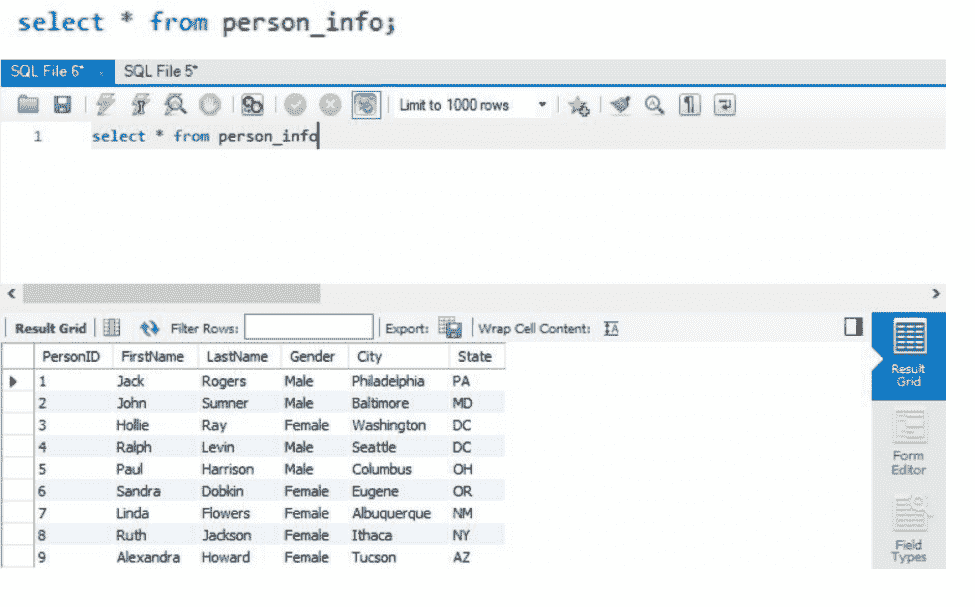 select * from person_info;
SQL File 6* SQL File 5*
Limit to 1000 rows
1 select * from person_info
Result Grid Filter Rows: Export: Wrap Cell Content:
PersonID FirstName LastName Gender City State
1 Jack Rogers Male Philadelphia PA
2 John Sumner Male Baltimore MD
3 Hollie Ray Female Washington DC
4 Ralph Levin Male Seattle DC
5 Paul Harrison Male Columbus OH
6 Sandra Dobkin Female Eugene OR
7 Linda Flowers Female Albuquerque NM
8 Ruth Jackson Female Ithaca NY
9 Alexandra Howard Female Tucson AZ
Result
Grid
Form
Editor
Field
Types